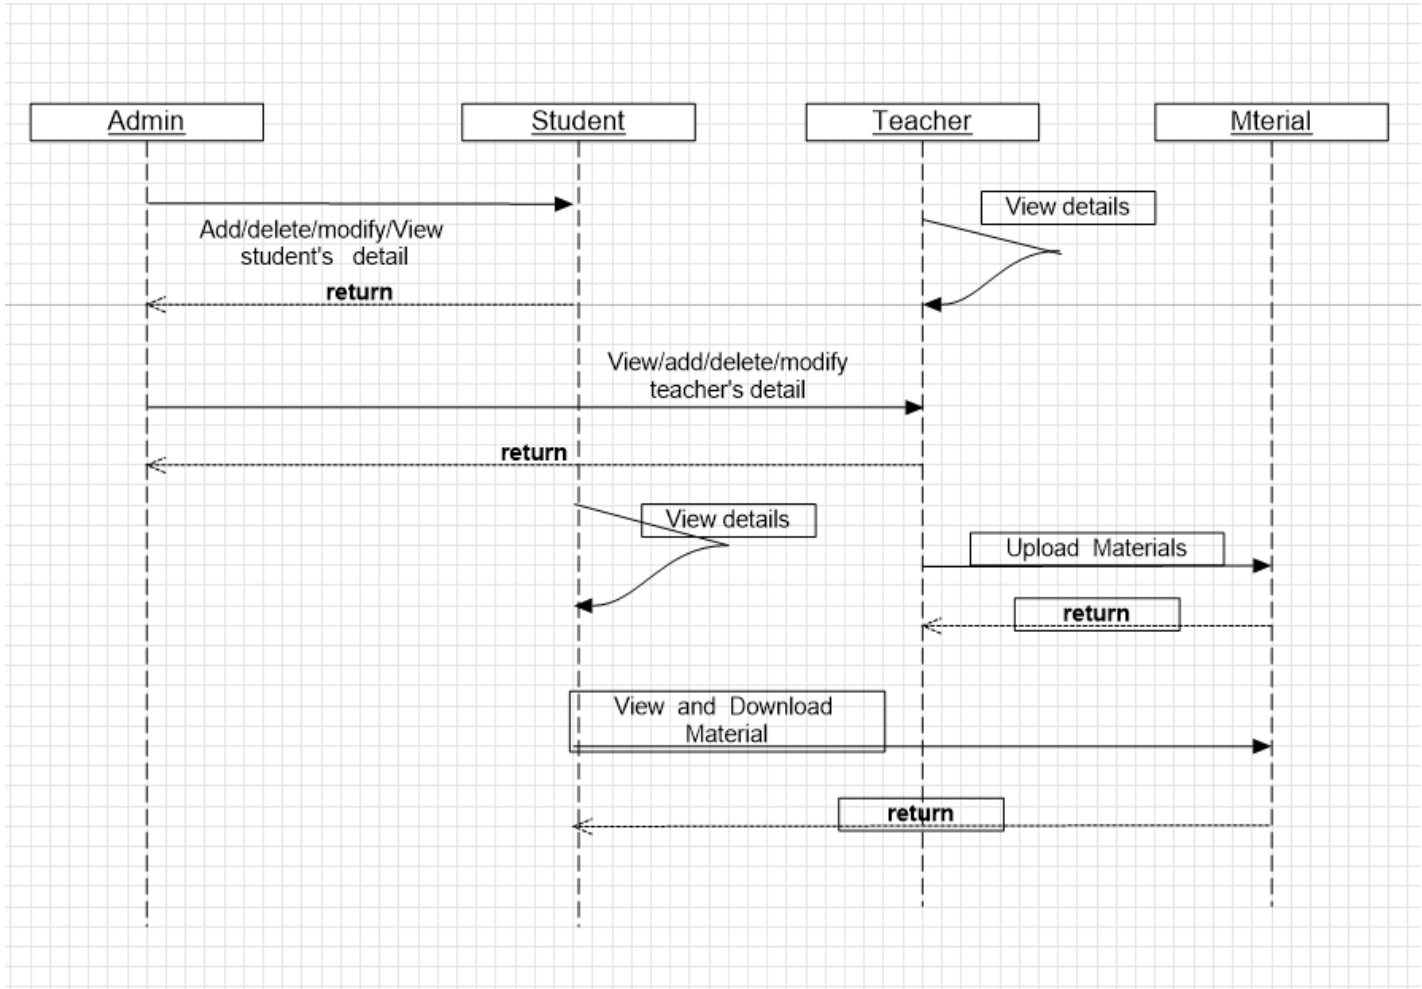 Admin
Student
Teacher
Mterial
View details
Add/delete/modify/View
student's detail
return
View/add/delete/modify
teacher's detail
return
View details
Upload Materials
return
View and Download
Material
return